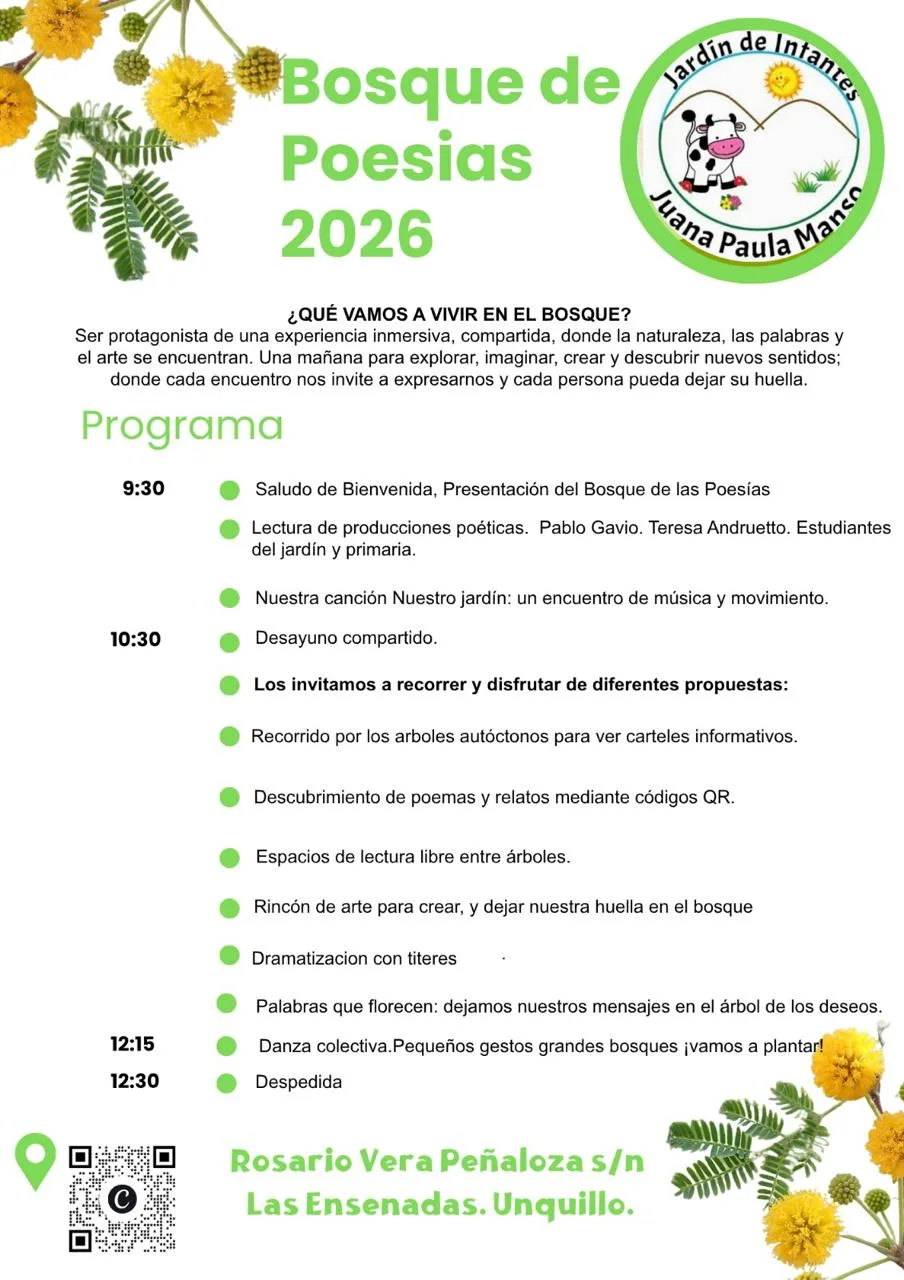 Bosque de
Poesias
2026
Jardín de Infantes
Juana Paula Manso
¿QUÉ VAMOS A VIVIR EN EL BOSQUE?
Ser protagonista de una experiencia inmersiva, compartida, donde la naturaleza, las palabras y
el arte se encuentran. Una mañana para explorar, imaginar, crear y descubrir nuevos sentidos;
donde cada encuentro nos invite a expresarnos y cada persona pueda dejar su huella.
Programa
9:30 Saludo de Bienvenida, Presentación del Bosque de las Poesías
Lectura de producciones poéticas. Pablo Gavio. Teresa Andruetto. Estudiantes
del jardín y primaria.
Nuestra canción Nuestro jardín: un encuentro de música y movimiento.
10:30 Desayuno compartido.
Los invitamos a recorrer y disfrutar de diferentes propuestas:
Recorrido por los arboles autóctonos para ver carteles informativos.
Descubrimiento de poemas y relatos mediante códigos QR.
Espacios de lectura libre entre árboles.
Rincón de arte para crear, y dejar nuestra huella en el bosque
Dramatizacion con titeres .
Palabras que florecen: dejamos nuestros mensajes en el árbol de los deseos.
12:15 Danza colectiva.Pequeños gestos grandes bosques ¡vamos a plantar!
12:30 Despedida
Rosario Vera Peñaloza s/n
Las Ensenadas. Unquillo.
C